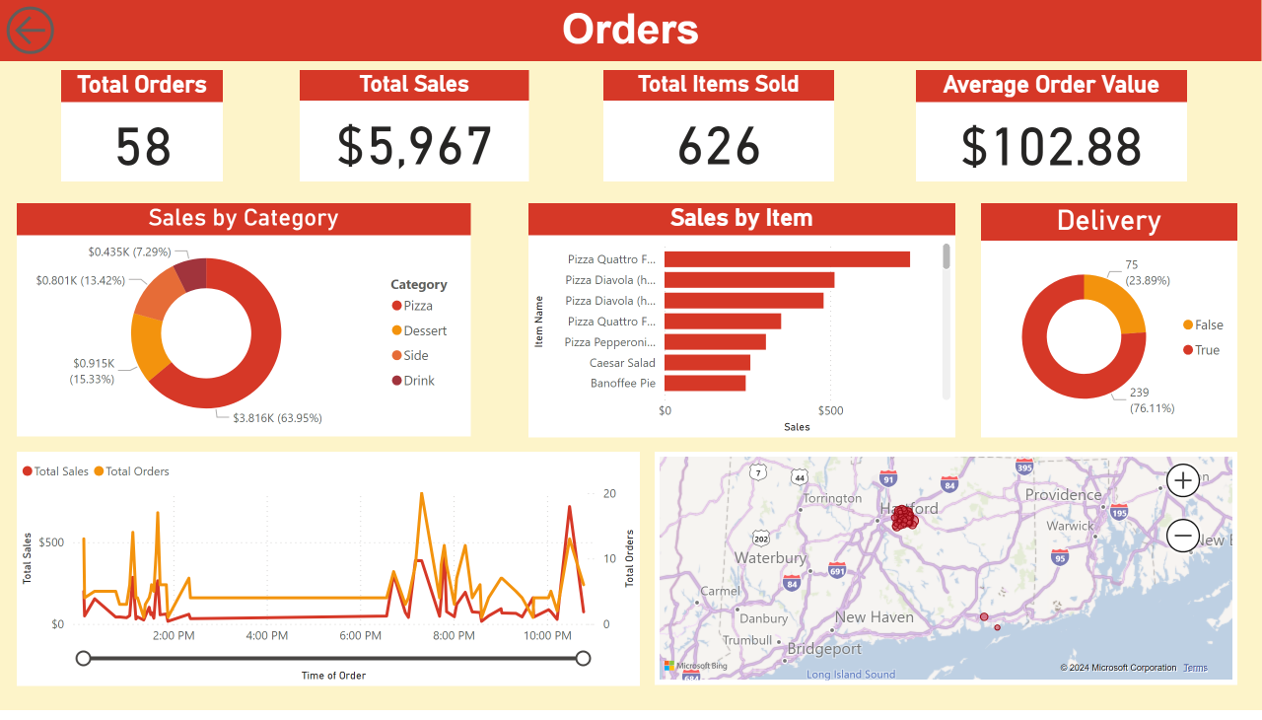 Orders
Total Orders
58
Total Sales
$5,967
Total Items Sold
626
Average Order Value
$102.88
Sales by Category
$0.435K (7.29%)
$0.801K (13.42%)
$0.915K
(15.33%)
$3.816K (63.95%)
Category
Pizza
Dessert
Side
Drink
Sales by Item
Item Name
Pizza Quattro F...
Pizza Diavola (h...
Pizza Diavola (h...
Pizza Quattro F...
Pizza Pepperoni...
Caesar Salad
Banoffee Pie
$0
$500
Sales
Delivery
75
(23.89%)
239
(76.11%)
False
True
Total Sales
Total Orders
Total Sales
$500
$0
20
10
0
Total Orders
2:00 PM
4:00 PM
6:00 PM
8:00 PM
10:00 PM
Time of Order
7
44
91
84
395
Torrington
Hartford
Providence
195
Warwick
New B
202
Waterbury
691
84
95
Carmel
Danbury
New Haven
Trumbull
Bridgeport
Microsoft Bing
684
Long Island Sound
© 2024 Microsoft Corporation
Terms